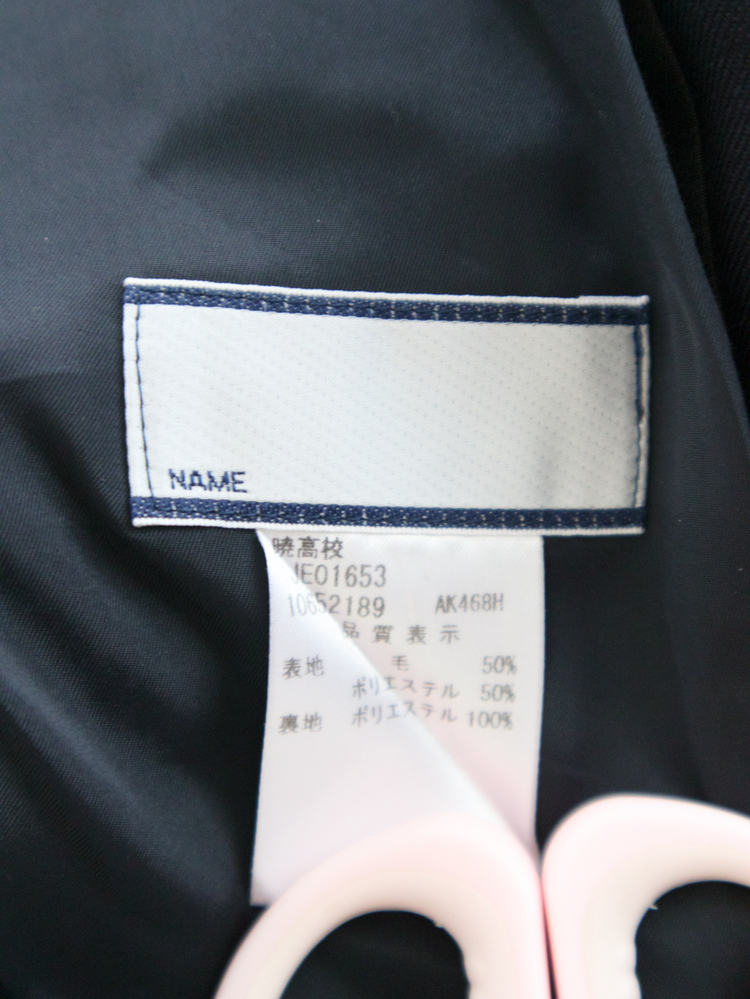 NAME
暁高校
JE01653
10652189 AK468H
品質表示
表地 毛 50%
ポリエステル 50%
裏地 ポリエステル 100%